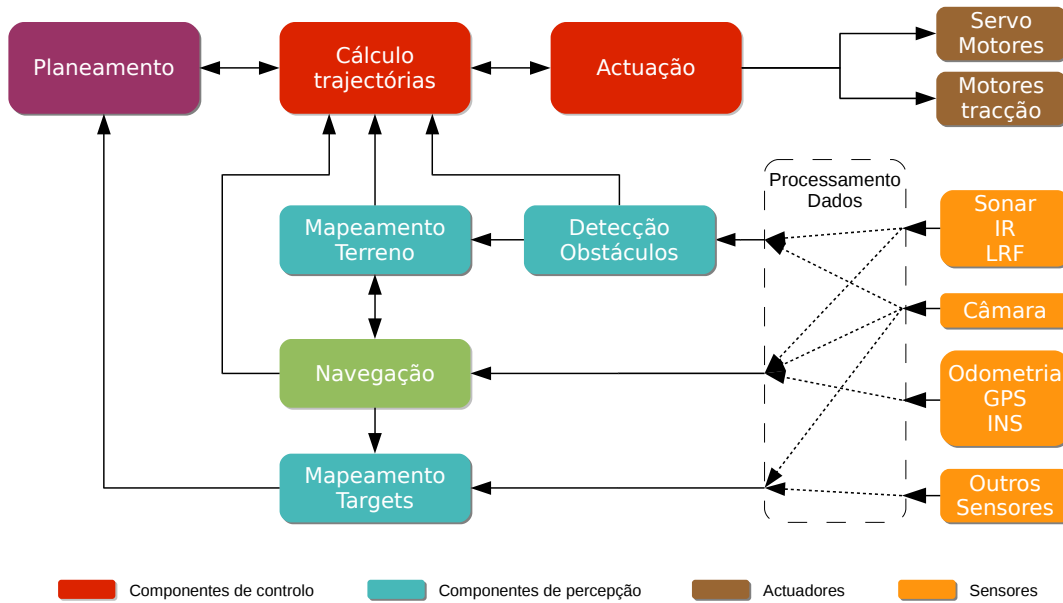 Planeamento
Cálculo
trajectórias
Actuação
Servo
Motores
Motores
tracção
Processamento
Dados
Mapeamento
Terreno
Detecção
Obstáculos
Sonar
IR
LRF
Câmara
Navegação
Odometria
GPS
INS
Mapeamento
Targets
Outros
Sensores
Componentes de controlo
Componentes de percepção
Actuadores
Sensores